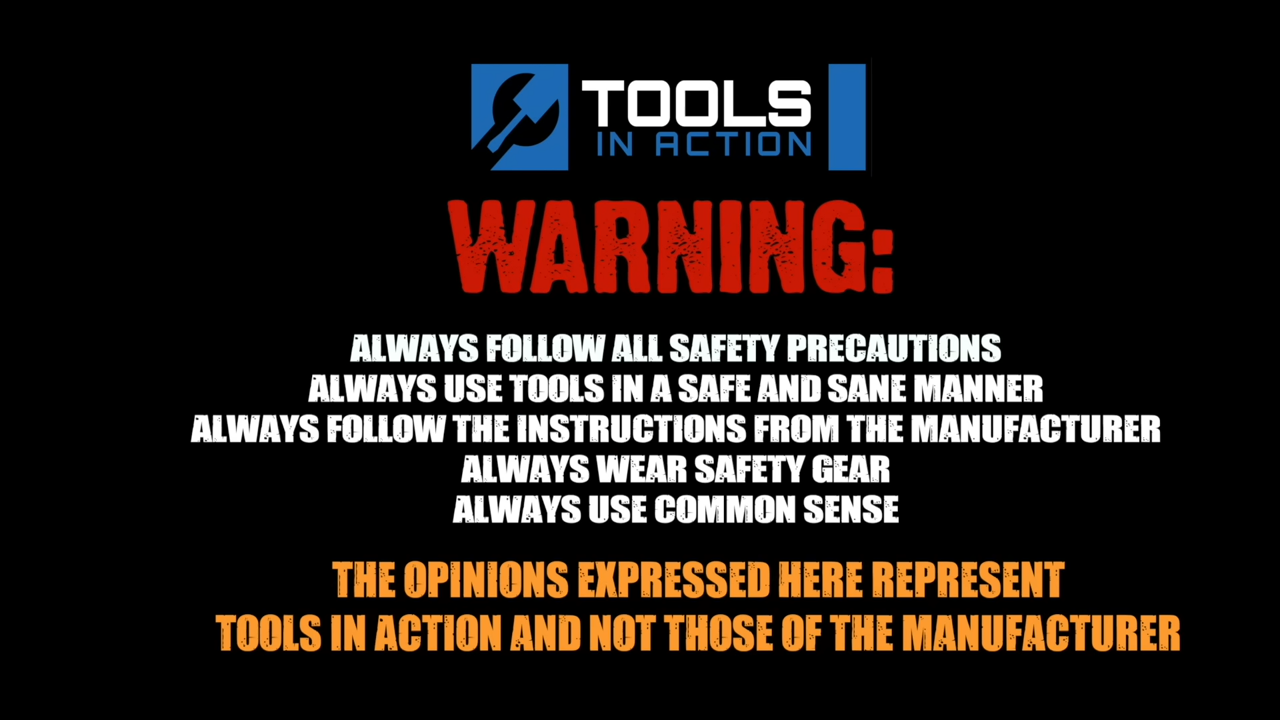 TOOLS
IN ACTION
WARNING:
ALWAYS FOLLOW ALL SAFETY PRECAUTIONS
ALWAYS USE TOOLS IN A SAFE AND SANE MANNER
ALWAYS FOLLOW THE INSTRUCTIONS FROM THE MANUFACTURER
ALWAYS WEAR SAFETY GEAR
ALWAYS USE COMMON SENSE
THE OPINIONS EXPRESSED HERE REPRESENT
TOOLS IN ACTION AND NOT THOSE OF THE MANUFACTURER